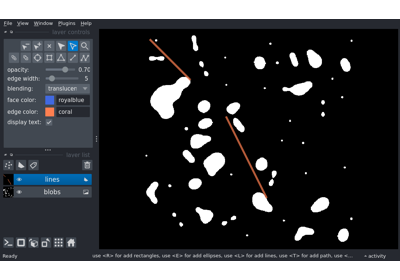 File View Window Plugins Help
layer controls
opacity: 0.70
edge width: 5
blending: translucen
face color: royalblue
edge color: coral
display text:
layer list
lines
blobs
Ready use <R> for add rectangles, use <E> for add ellipses, use <L> for add lines, use <T> for add path, use <... activity